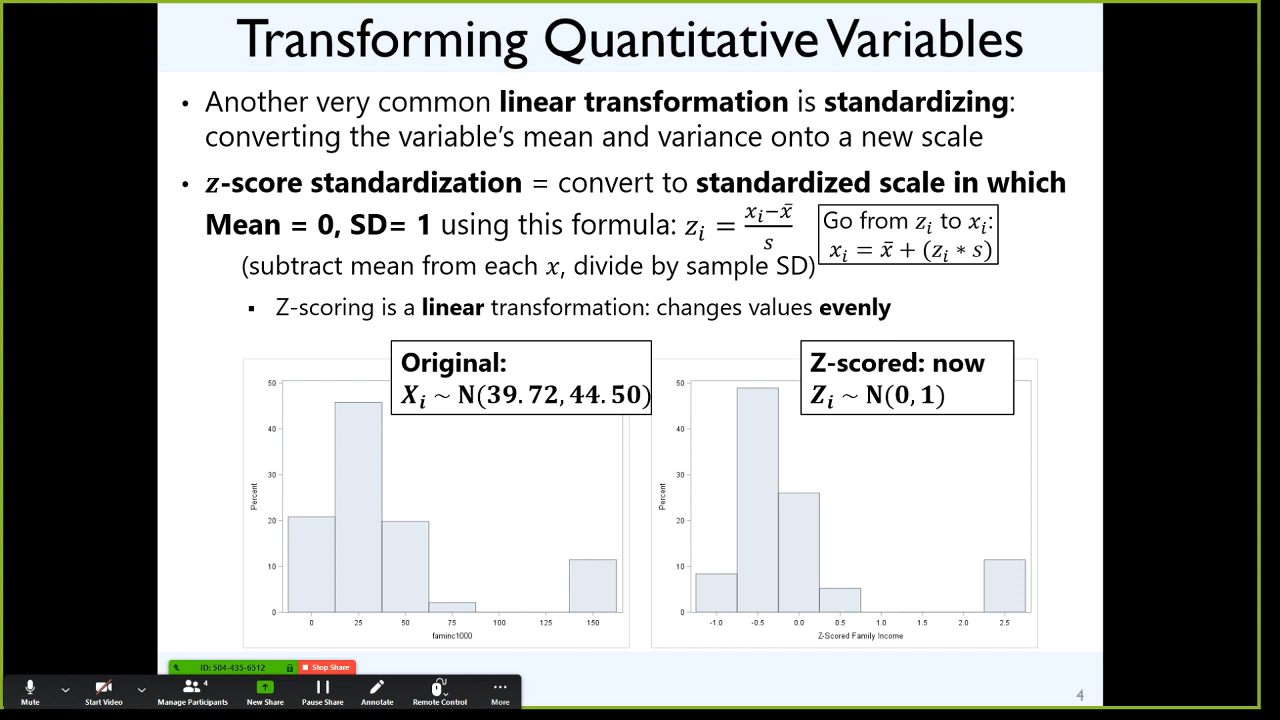 Transforming Quantitative Variables
• Another very common linear transformation is standardizing:
converting the variable's mean and variance onto a new scale
• z-score standardization = convert to standardized scale in which
Mean = 0, SD= 1 using this formula: zᵢ = (xᵢ−x̄)/s
(subtract mean from each x, divide by sample SD)
Go from zᵢ to xᵢ:
xᵢ = x̄ + (zᵢ * s)
▪ Z-scoring is a linear transformation: changes values evenly
Original:
Xᵢ ~ N(39.72, 44.50)
50
40
30
20
10
0
Percent
0 25 50 75 100 125 150
faminc1000
Z-scored: now
Zᵢ ~ N(0, 1)
50
40
30
20
10
0
Percent
-1.0 -0.5 0.0 0.5 1.0 1.5 2.0 2.5
Z-Scored Family Income
ID: 504-435-6512
Stop Share
Mute
Start Video
4
Manage Participants
New Share
Pause Share
Annotate
Remote Control
More
4